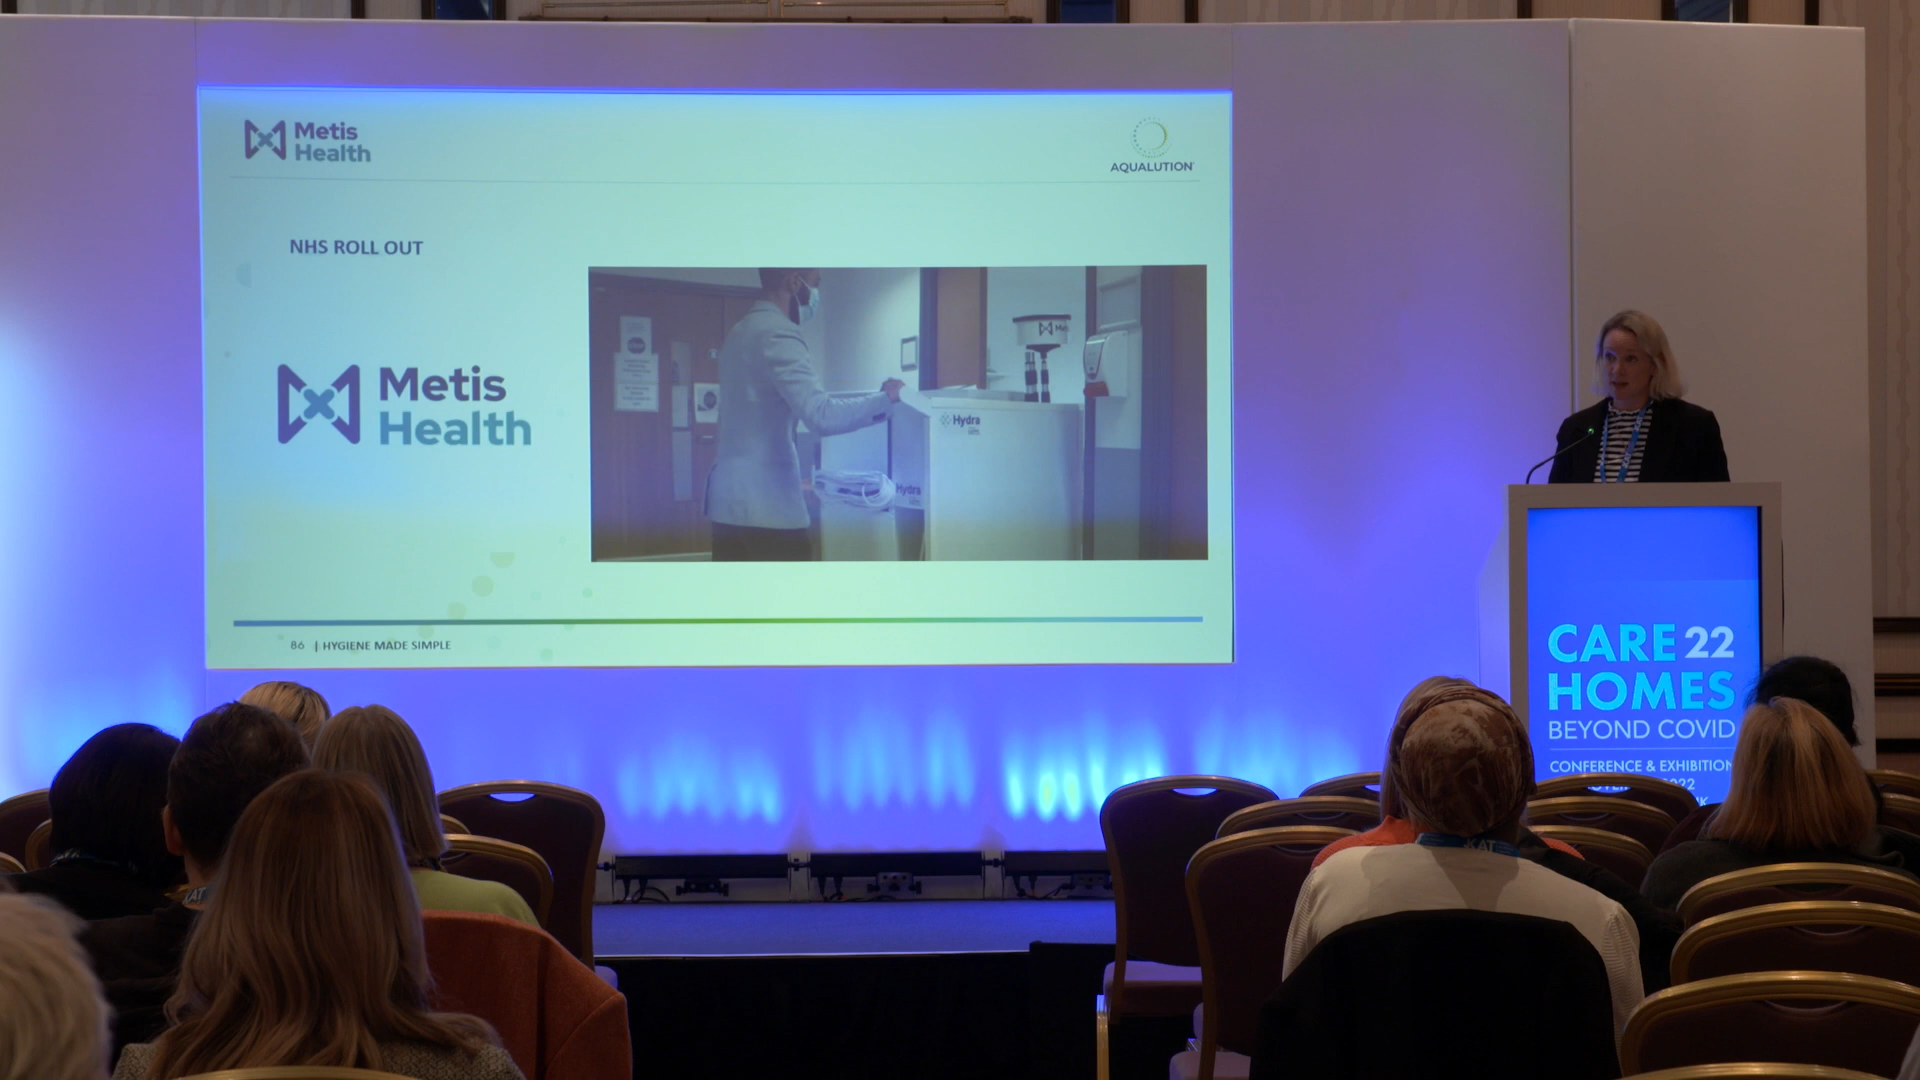 Metis
Health
AQUALUTION
NHS ROLL OUT
Metis
Health
Hydra
Hydra
86 | HYGIENE MADE SIMPLE
CARE 22
HOMES
BEYOND COVID
CONFERENCE & EXHIBITION